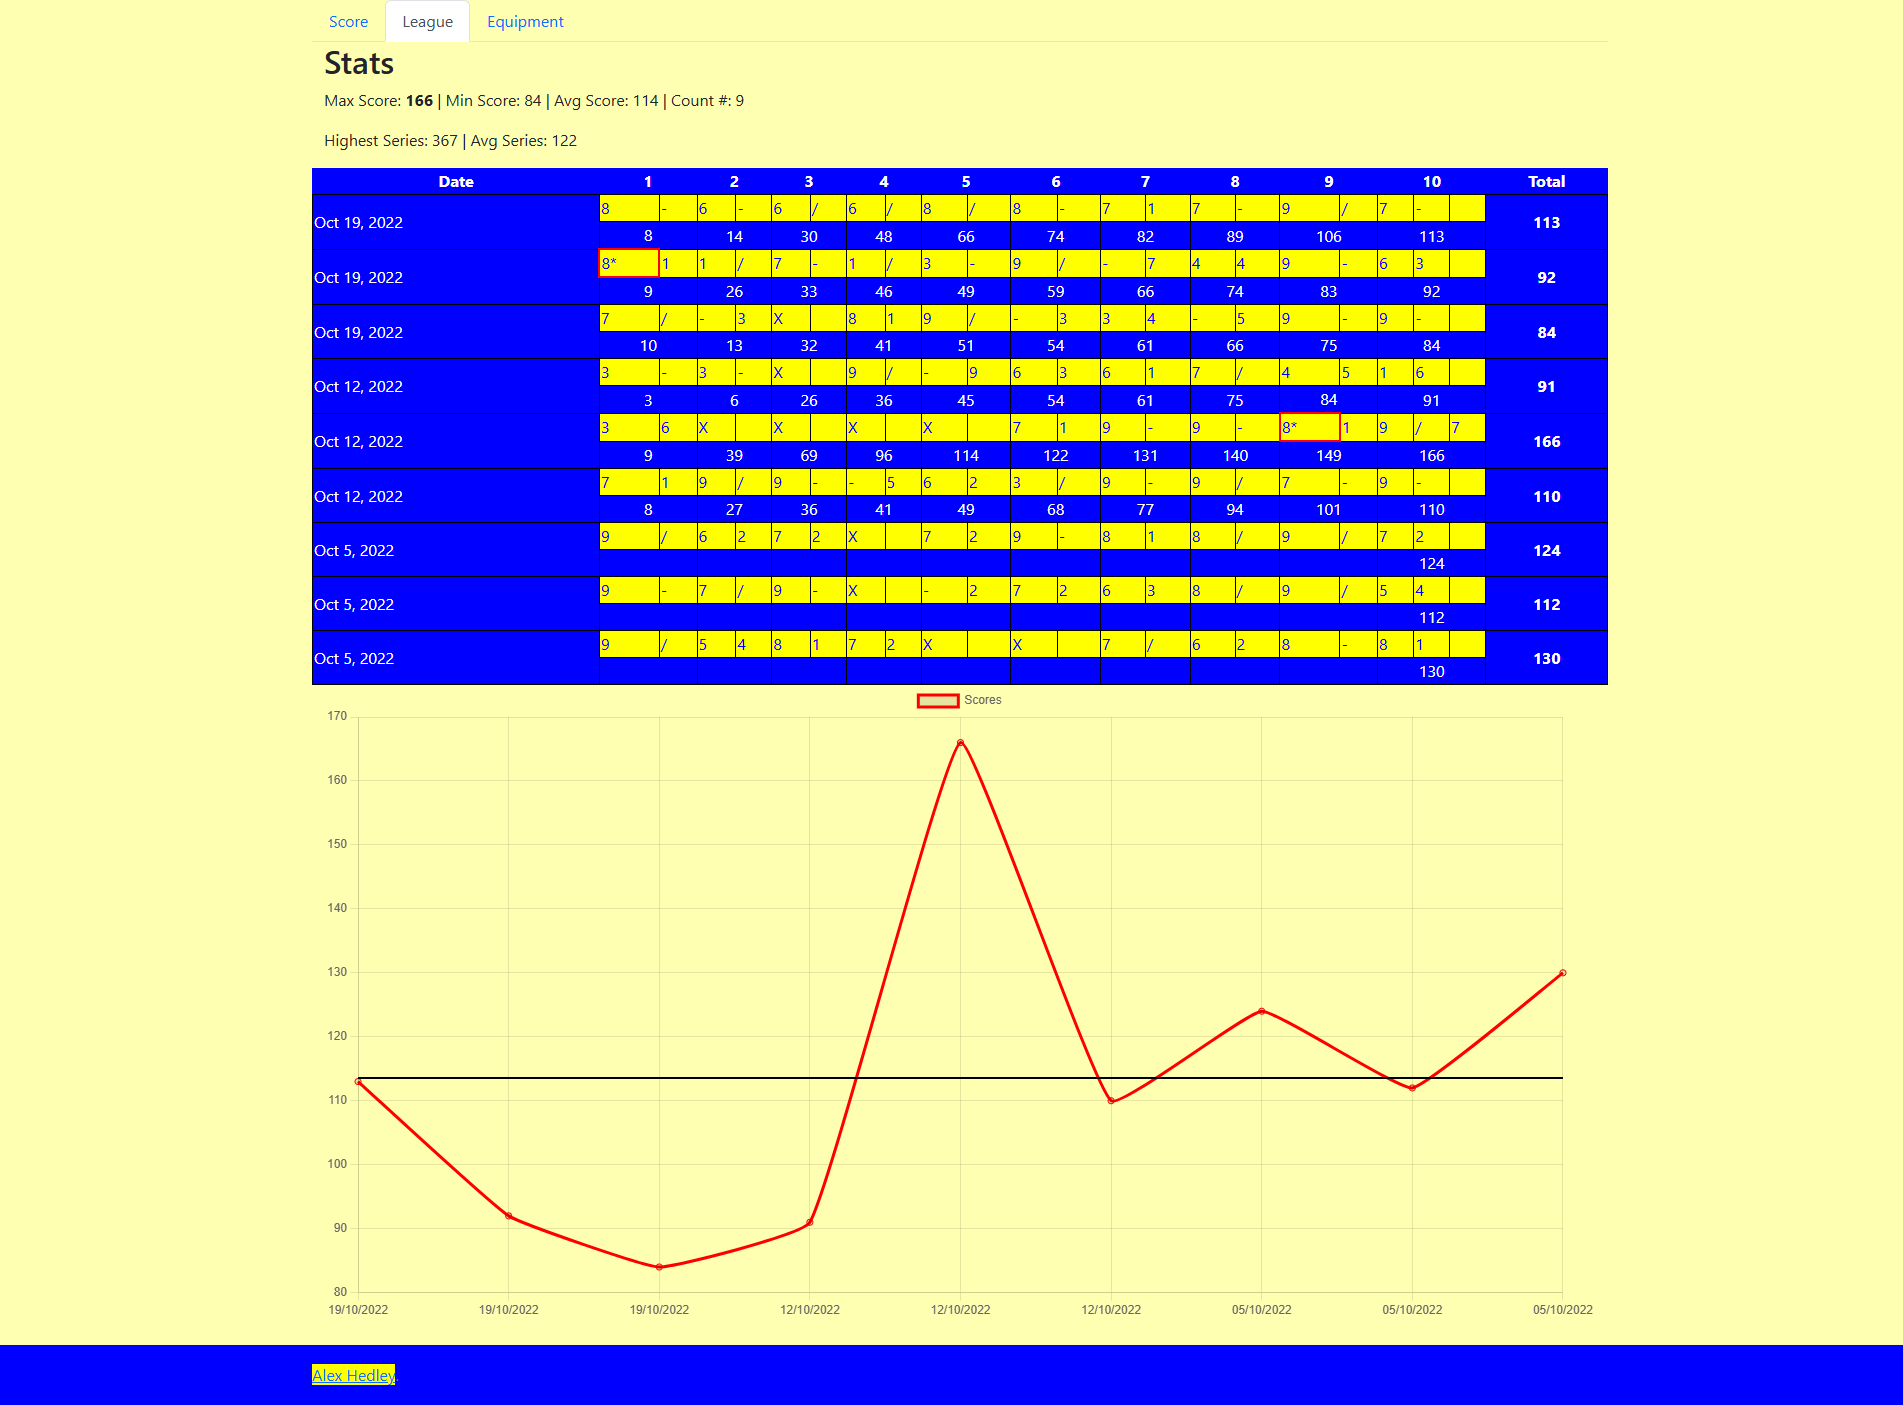 Score League Equipment
Stats
Max Score: 166 | Min Score: 84 | Avg Score: 114 | Count #: 9
Highest Series: 367 | Avg Series: 122
Date 1 2 3 4 5 6 7 8 9 10 Total
8 - 6 - 6 / 6 / 8 / 8 - 7 1 7 - 9 / 7 -
Oct 19, 2022 113
8 14 30 48 66 74 82 89 106 113
8* 1 1 / 7 - 1 / 3 - 9 / - 7 4 4 9 - 6 3
Oct 19, 2022 92
9 26 33 46 49 59 66 74 83 92
7 / - 3 X 8 1 9 / - 3 3 4 - 5 9 - 9 -
Oct 19, 2022 84
10 13 32 41 51 54 61 66 75 84
3 - 3 - X 9 / - 9 6 3 6 1 7 / 4 5 1 6
Oct 12, 2022 91
3 6 26 36 45 54 61 75 84 91
3 6 X X X X 7 1 9 - 9 - 8* 1 9 / 7
Oct 12, 2022 166
9 39 69 96 114 122 131 140 149 166
7 1 9 / 9 - - 5 6 2 3 / 9 - 9 / 7 - 9 -
Oct 12, 2022 110
8 27 36 41 49 68 77 94 101 110
9 / 6 2 7 2 X 7 2 9 - 8 1 8 / 9 / 7 2
Oct 5, 2022 124
124
9 - 7 / 9 - X - 2 7 2 6 3 8 / 9 / 5 4
Oct 5, 2022 112
112
9 / 5 4 8 1 7 2 X X 7 / 6 2 8 - 8 1
Oct 5, 2022 130
130
Scores
170
160
150
140
130
120
110
100
90
80
19/10/2022 19/10/2022 19/10/2022 12/10/2022 12/10/2022 12/10/2022 05/10/2022 05/10/2022 05/10/2022
Alex Hedley.